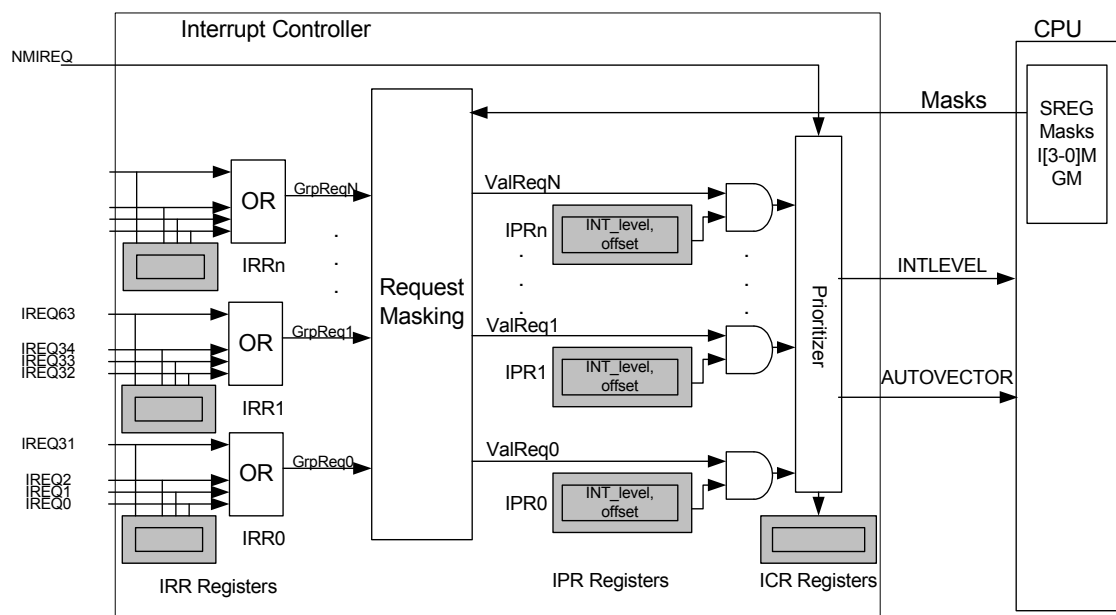 Interrupt Controller
CPU
NMIREQ
Masks
SREG
Masks
I[3-0]M
GM
OR
GrpReqN
IRRn
ValReqN
IPRn
INT_level,
offset
Request
Masking
Prioritizer
INTLEVEL
IREQ63
IREQ34
IREQ33
IREQ32
OR
GrpReq1
IRR1
ValReq1
IPR1
INT_level,
offset
AUTOVECTOR
IREQ31
IREQ2
IREQ1
IREQ0
OR
GrpReq0
IRR0
ValReq0
IPR0
INT_level,
offset
IRR Registers
IPR Registers
ICR Registers